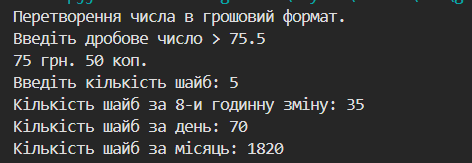 Перетворення числа в грошовий формат.
Введіть дробове число > 75.5
75 грн. 50 коп.
Введіть кількість шайб: 5
Кількість шайб за 8-и годинну зміну: 35
Кількість шайб за день: 70
Кількість шайб за місяць: 1820